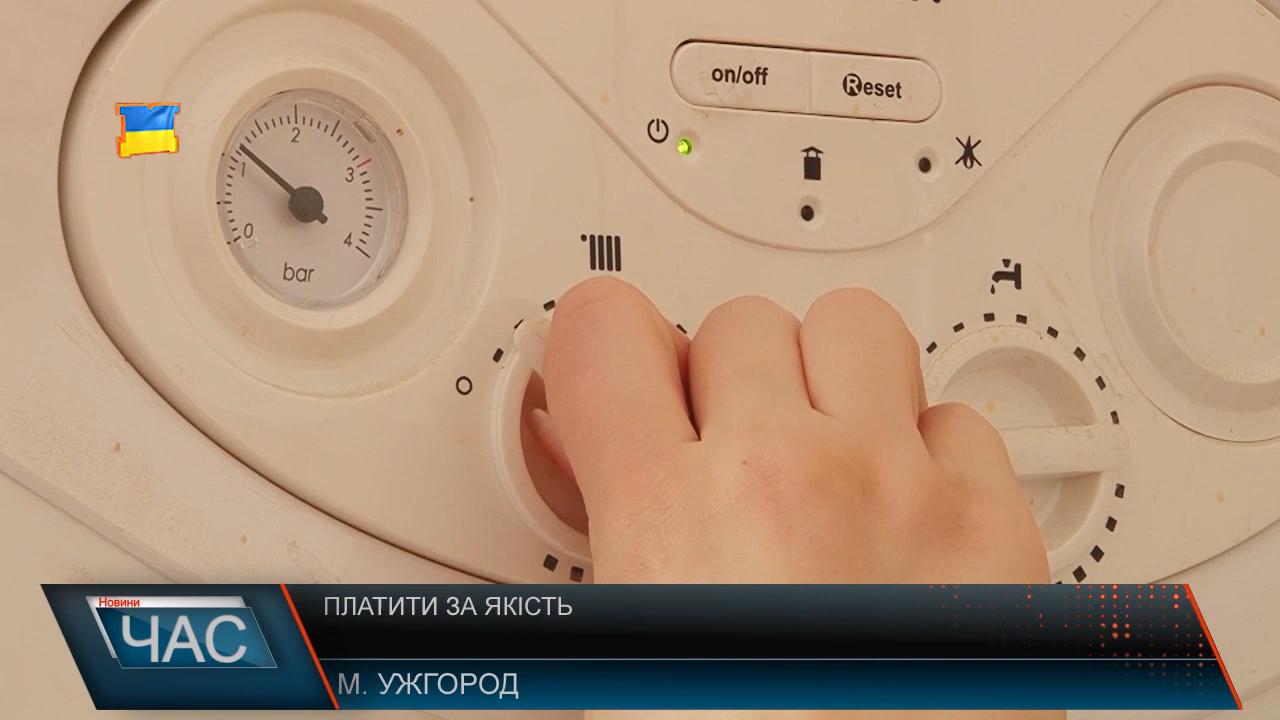 on/off
Reset
2
1
3
0
4
bar
Новини
ЧАС
ПЛАТИТИ ЗА ЯКІСТЬ
М. УЖГОРОД